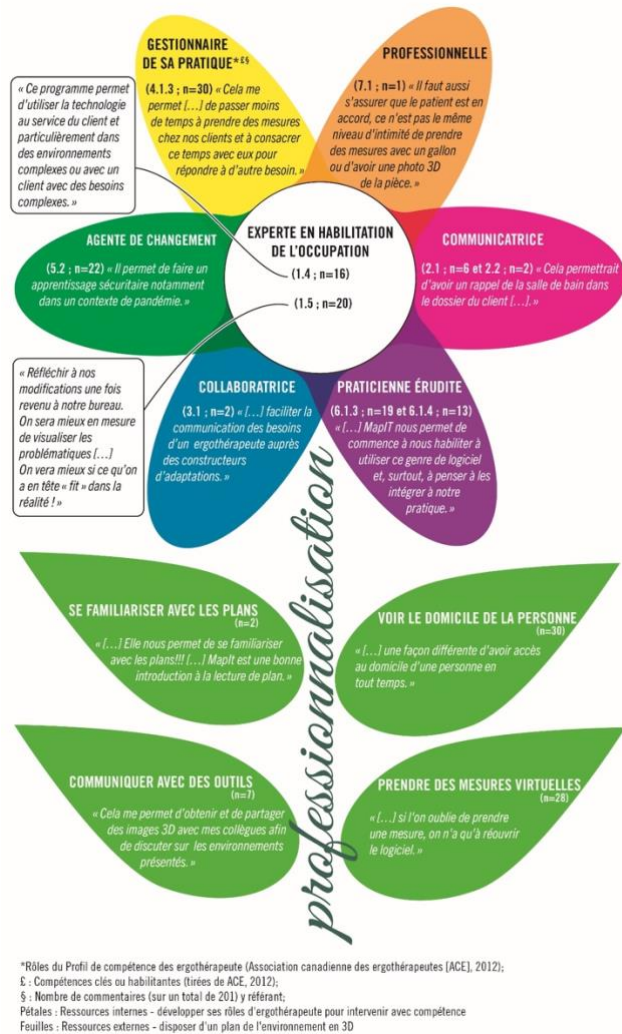 GESTIONNAIRE
DE SA PRATIQUE*£§
(4.1.3 ; n=30) « Cela me
permet […] de passer moins
de temps à prendre des mesures
chez nos clients et à consacrer
ce temps avec eux pour
répondre à d'autre besoin. »
PROFESSIONNELLE
(7.1 ; n=1) « Il faut aussi
s'assurer que le patient est en
accord, ce n'est pas le même
niveau d'intimité de prendre
des mesures avec un gallon
ou d'avoir une photo 3D
de la pièce. »
« Ce programme permet
d'utiliser la technologie
au service du client et
particulièrement dans
des environnements
complexes ou avec un
client avec des besoins
complexes. »
EXPERTE EN HABILITATION
DE L'OCCUPATION
(1.4 ; n=16)
(1.5 ; n=20)
AGENTE DE CHANGEMENT
(5.2 ; n=22) « Il permet de faire un
apprentissage sécuritaire notamment
dans un contexte de pandémie. »
COMMUNICATRICE
(2.1 ; n=6 et 2.2 ; n=2) « Cela permettrait
d'avoir un rappel de la salle de bain dans
le dossier du client […]. »
« Réfléchir à nos
modifications une fois
revenu à notre bureau.
On sera mieux en mesure
de visualiser les
problématiques […]
On verra mieux si ce qu'on
a en tête « fit » dans la
réalité ! »
COLLABORATRICE
(3.1 ; n=2) « […] faciliter la
communication des besoins
d'un ergothérapeute auprès
des constructeurs
d'adaptations. »
PRATICIENNE ÉRUDITE
(6.1.3 ; n=19 et 6.1.4 ; n=13)
« […] MapIT nous permet de
commence à nous habiliter à
utiliser ce genre de logiciel
et, surtout, à penser à les
intégrer à notre
pratique. »
professionnalisation
SE FAMILIARISER AVEC LES PLANS
(n=2)
« […] Elle nous permet de se familiariser
avec les plans!!! […] MapIt est une bonne
introduction à la lecture de plan. »
VOIR LE DOMICILE DE LA PERSONNE
(n=30)
« […] une façon différente d'avoir accès
au domicile d'une personne en
tout temps. »
COMMUNIQUER AVEC DES OUTILS
(n=7)
« Cela me permet d'obtenir et de partager
des images 3D avec mes collègues afin
de discuter sur les environnements
présentés. »
PRENDRE DES MESURES VIRTUELLES
(n=28)
« […] si l'on oublie de prendre
une mesure, on n'a qu'à réouvrir
le logiciel. »
*Rôles du Profil de compétence des ergothérapeute (Association canadienne des ergothérapeutes [ACE], 2012);
£ : Compétences clés ou habilitantes (tirées de ACE, 2012);
§ : Nombre de commentaires (sur un total de 201) y référant;
Pétales : Ressources internes - développer ses rôles d'ergothérapeute pour intervenir avec compétence
Feuilles : Ressources externes - disposer d'un plan de l'environnement en 3D